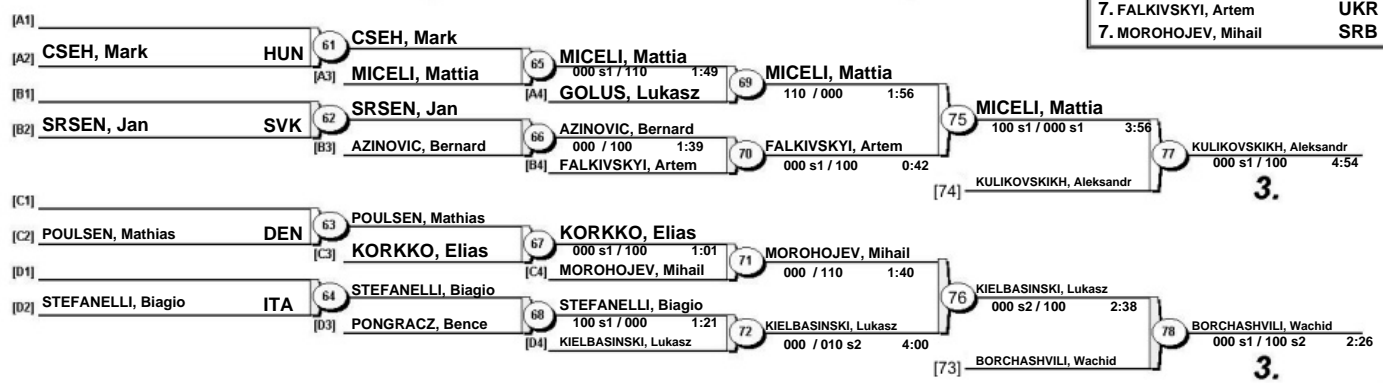 7. FALKIVSKYI, Artem UKR
7. MOROHOJEV, Mihail SRB
[A1]
[A2] CSEH, Mark HUN
61 CSEH, Mark
[A3] MICELI, Mattia
65 MICELI, Mattia
000 s1 / 110 1:49
[A4] GOLUS, Lukasz
69 MICELI, Mattia
110 / 000 1:56
[B1]
[B2] SRSEN, Jan SVK
62 SRSEN, Jan
[B3] AZINOVIC, Bernard
66 AZINOVIC, Bernard
000 / 100 1:39
[B4] FALKIVSKYI, Artem
70 FALKIVSKYI, Artem
000 s1 / 100 0:42
75 MICELI, Mattia
100 s1 / 000 s1 3:56
[74] KULIKOVSKIKH, Aleksandr
77 KULIKOVSKIKH, Aleksandr
000 s1 / 100 4:54
3.
[C1]
[C2] POULSEN, Mathias DEN
63 POULSEN, Mathias
[C3] KORKKO, Elias
67 KORKKO, Elias
000 s1 / 100 1:01
[C4] MOROHOJEV, Mihail
71 MOROHOJEV, Mihail
000 / 110 1:40
[D1]
[D2] STEFANELLI, Biagio ITA
64 STEFANELLI, Biagio
[D3] PONGRACZ, Bence
68 STEFANELLI, Biagio
100 s1 / 000 1:21
[D4] KIELBASINSKI, Lukasz
72 KIELBASINSKI, Lukasz
000 / 010 s2 4:00
76 KIELBASINSKI, Lukasz
000 s2 / 100 2:38
[73] BORCHASHVILI, Wachid
78 BORCHASHVILI, Wachid
000 s1 / 100 s2 2:26
3.